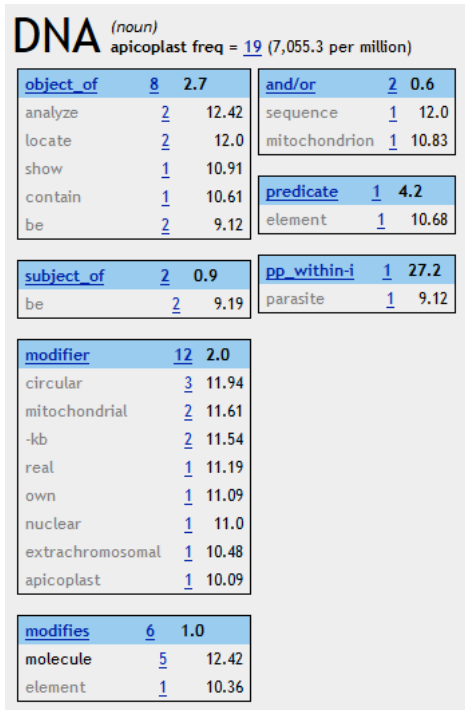 DNA (noun)
apicoplast freq = 19 (7,055.3 per million)
object_of 8 2.7
analyze 2 12.42
locate 2 12.0
show 1 10.91
contain 1 10.61
be 2 9.12
subject_of 2 0.9
be 2 9.19
modifier 12 2.0
circular 3 11.94
mitochondrial 2 11.61
-kb 2 11.54
real 1 11.19
own 1 11.09
nuclear 1 11.0
extrachromosomal 1 10.48
apicoplast 1 10.09
modifies 6 1.0
molecule 5 12.42
element 1 10.36
and/or 2 0.6
sequence 1 12.0
mitochondrion 1 10.83
predicate 1 4.2
element 1 10.68
pp_within-i 1 27.2
parasite 1 9.12